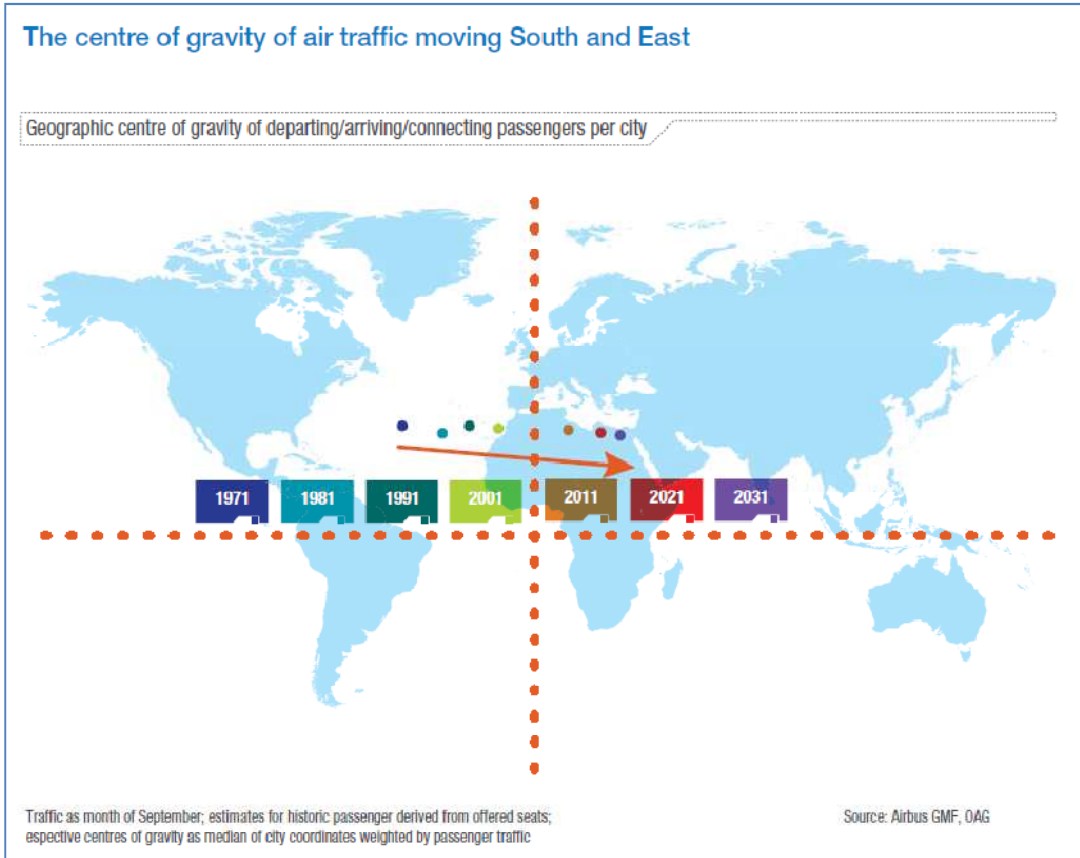 The centre of gravity of air traffic moving South and East
Geographic centre of gravity of departing/arriving/connecting passengers per city
1971 1981 1991 2001 2011 2021 2031
Traffic as month of September; estimates for historic passenger derived from offered seats;
espective centres of gravity as median of city coordinates weighted by passenger traffic
Source: Airbus GMF, OAG